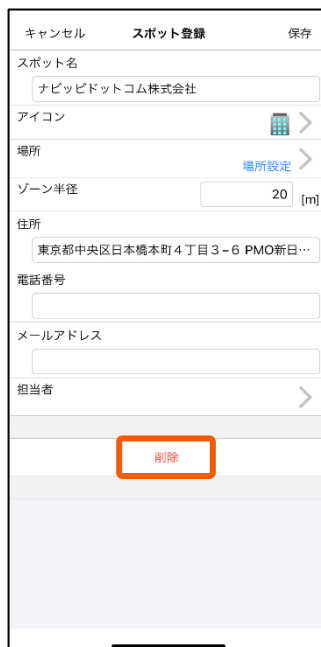 キャンセル スポット登録 保存
スポット名
ナビッピドットコム株式会社
アイコン
場所
場所設定
ゾーン半径 20 [m]
住所
東京都中央区日本橋本町4丁目3−6 PMO新日…
電話番号
メールアドレス
担当者
削除